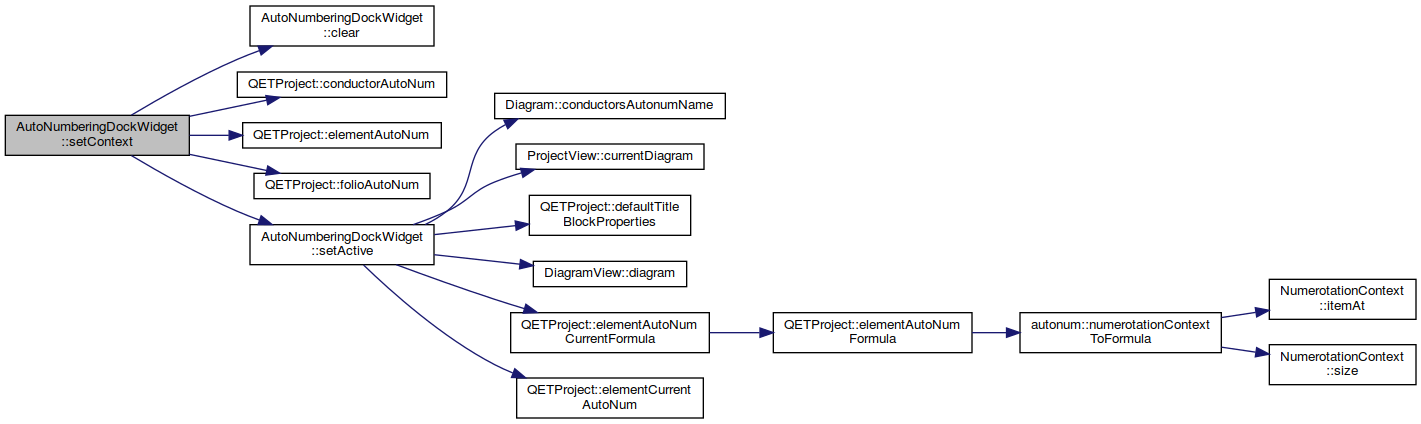 AutoNumberingDockWidget
::setContext
AutoNumberingDockWidget
::clear
QETProject::conductorAutoNum
QETProject::elementAutoNum
QETProject::folioAutoNum
AutoNumberingDockWidget
::setActive
Diagram::conductorsAutonumName
ProjectView::currentDiagram
QETProject::defaultTitle
BlockProperties
DiagramView::diagram
QETProject::elementAutoNum
CurrentFormula
QETProject::elementCurrent
AutoNum
QETProject::elementAutoNum
Formula
autonum::numerotationContext
ToFormula
NumerotationContext
::itemAt
NumerotationContext
::size